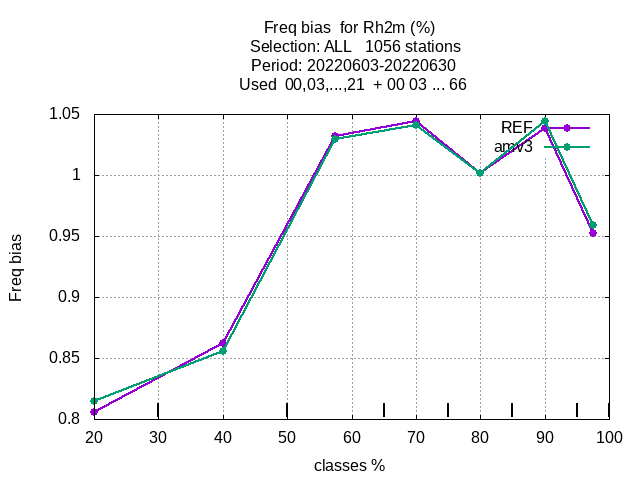 Freq bias  for Rh2m (%)
Selection: ALL   1056 stations
Period: 20220603-20220630
Used  00,03,...,21  + 00 03 ... 66
REF
amv3
1.05
1
0.95
0.9
0.85
0.8
Freq bias
20 30 40 50 60 70 80 90 100
classes %